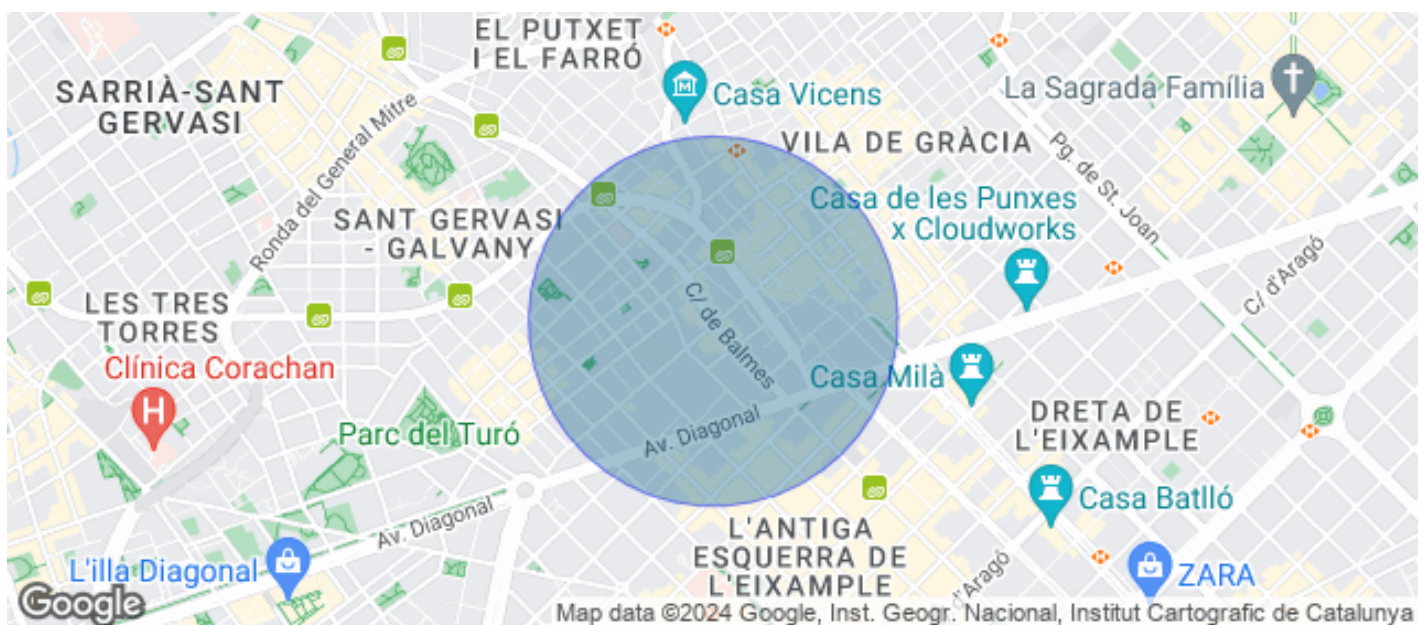 EL PUTXET
I EL FARRÓ
SARRIÀ-SANT
GERVASI
Casa Vicens
La Sagrada Família
VILA DE GRÀCIA
Ronda del General Mitre
Pg. de St. Joan
SANT GERVASI
- GALVANY
Casa de les Punxes
x Cloudworks
C/ d'Aragó
LES TRES
TORRES
C/ de Balmes
Clínica Corachan
H
Casa Milà
Parc del Turó
Av. Diagonal
DRETA DE
L'EIXAMPLE
Casa Batlló
Av. Diagonal
L'ANTIGA
ESQUERRA DE
L'EIXAMPLE
L'illa Diagonal
d'Aragó
ZARA
Google
Map data ©2024 Google, Inst. Geogr. Nacional, Institut Cartografic de Catalunya